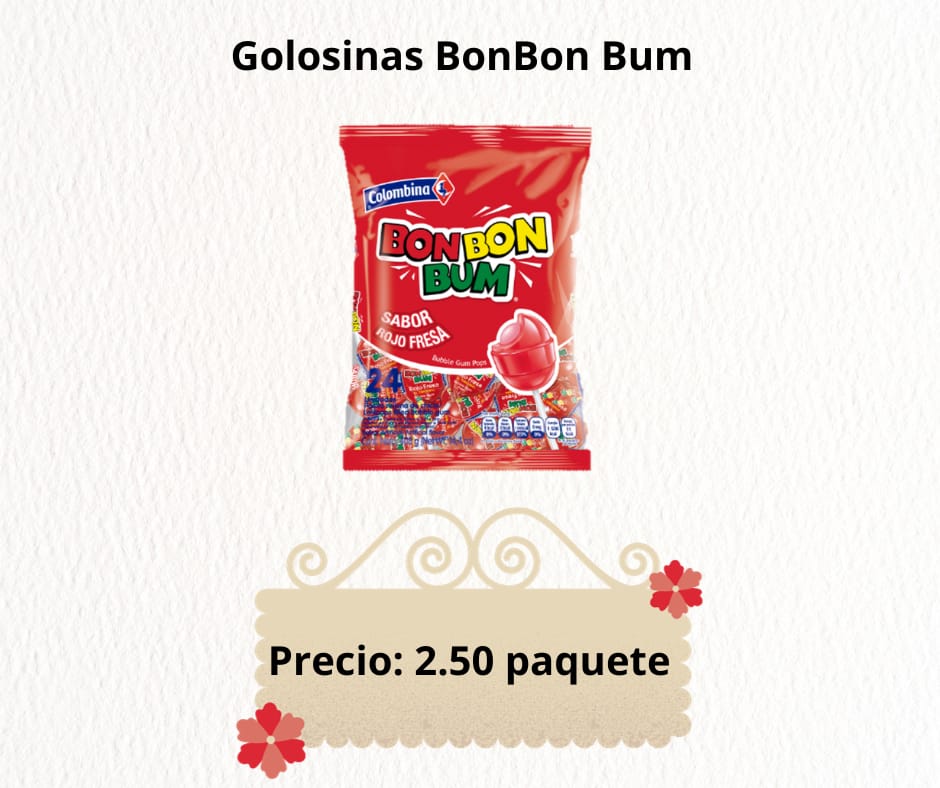 Golosinas BonBon Bum
Colombina
BON BON
BUM
SABOR
ROJO FRESA
Bubble Gum Pops
24
Precio: 2.50 paquete